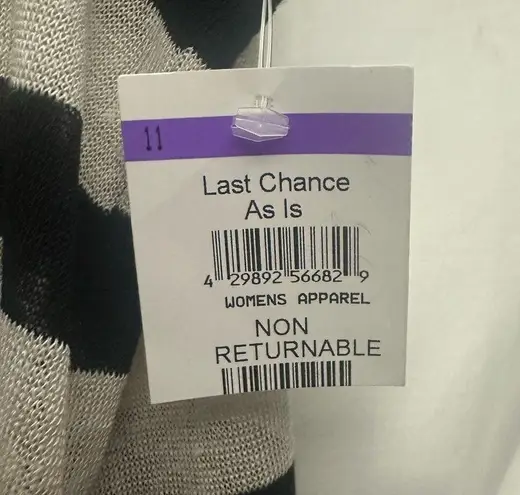 11
Last Chance
As Is
4 29892 56682 9
WOMENS APPAREL
NON
RETURNABLE